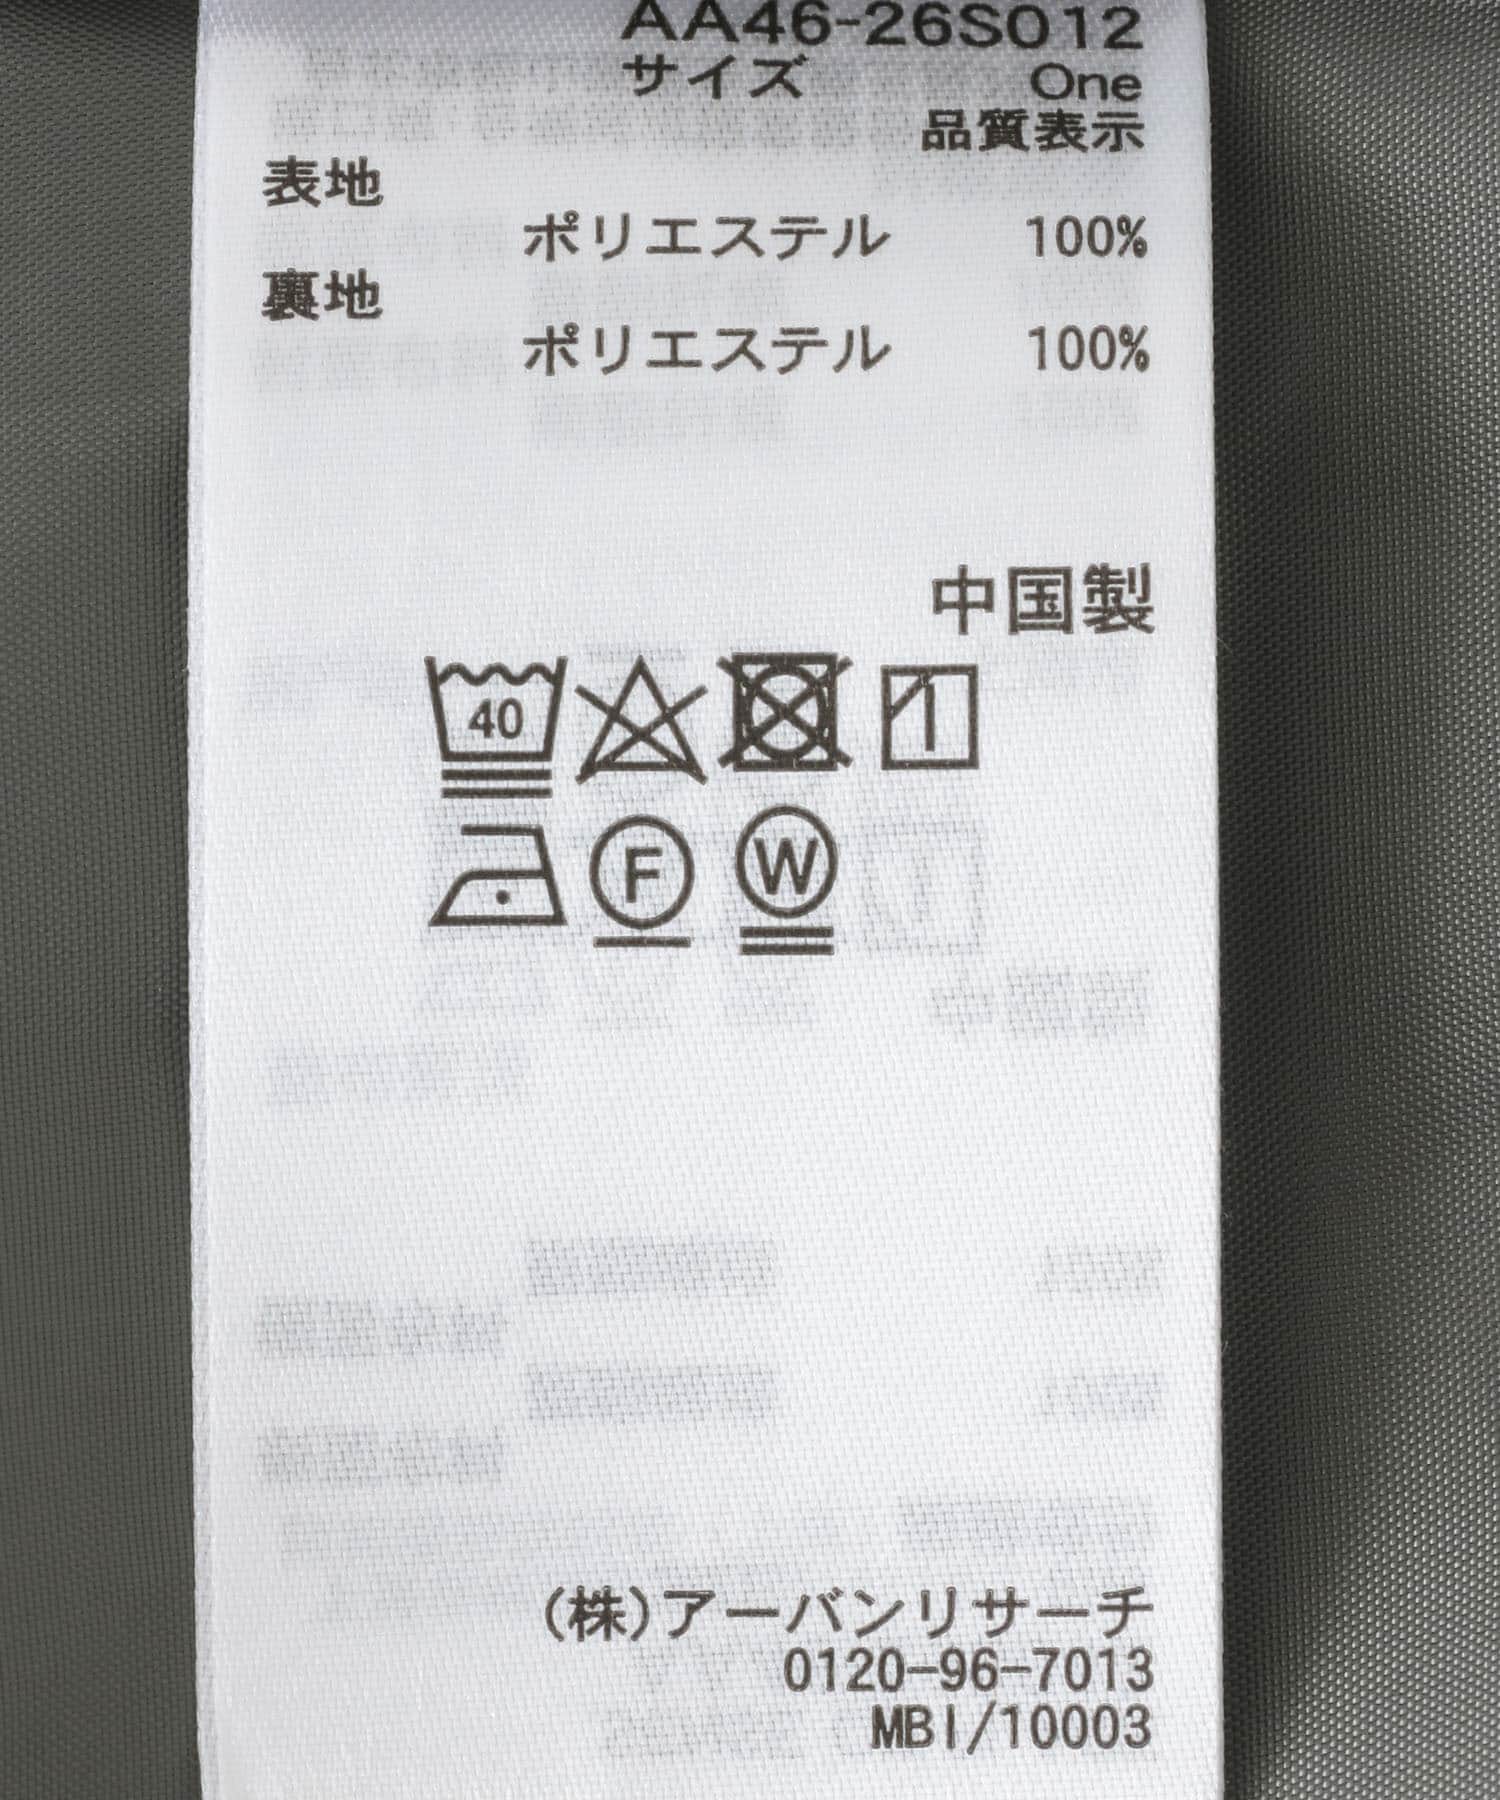 AA46-26S012
サイズ One
品質表示
表地
ポリエステル 100%
裏地
ポリエステル 100%
中国製
40
F W
(株)アーバンリサーチ
0120-96-7013
MBI/10003